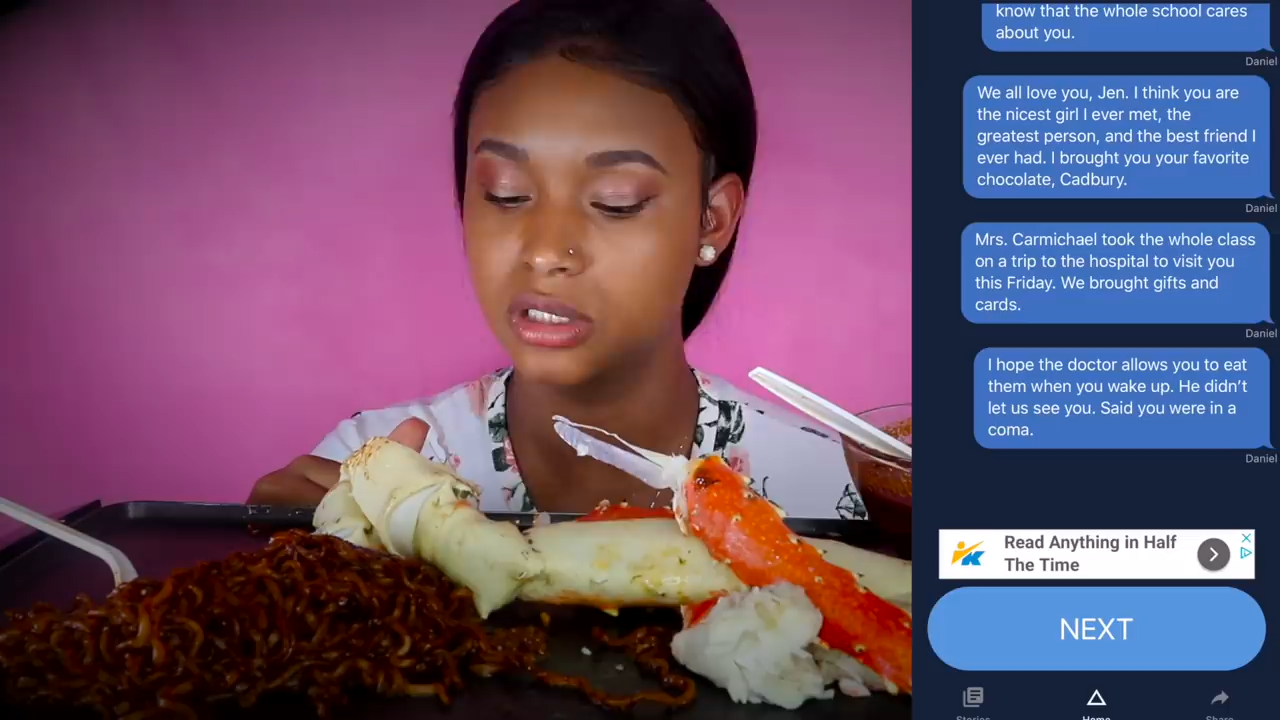 know that the whole school cares
about you.
Daniel
We all love you, Jen. I think you are
the nicest girl I ever met, the
greatest person, and the best friend I
ever had. I brought you your favorite
chocolate, Cadbury.
Daniel
Mrs. Carmichael took the whole class
on a trip to the hospital to visit you
this Friday. We brought gifts and
cards.
Daniel
I hope the doctor allows you to eat
them when you wake up. He didn’t
let us see you. Said you were in a
coma.
Daniel
Read Anything in Half
The Time
NEXT
Stories
Home
Share